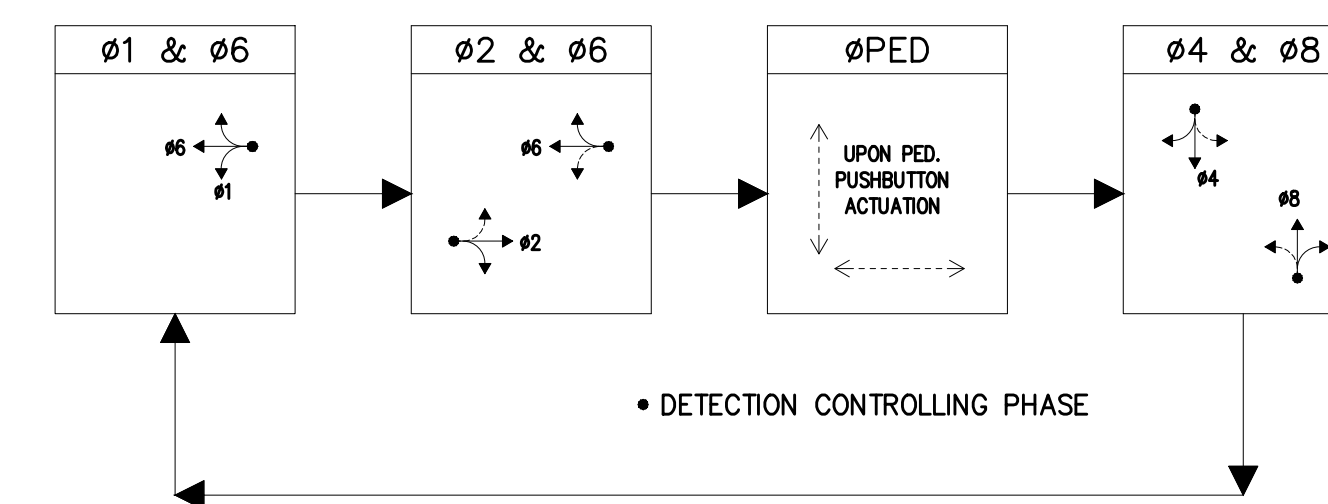 ø1 & ø6
ø2 & ø6
øPED
ø4 & ø8
ø6
ø1
ø6
ø2
UPON PED.
PUSHBUTTON
ACTUATION
ø4
ø8
• DETECTION CONTROLLING PHASE